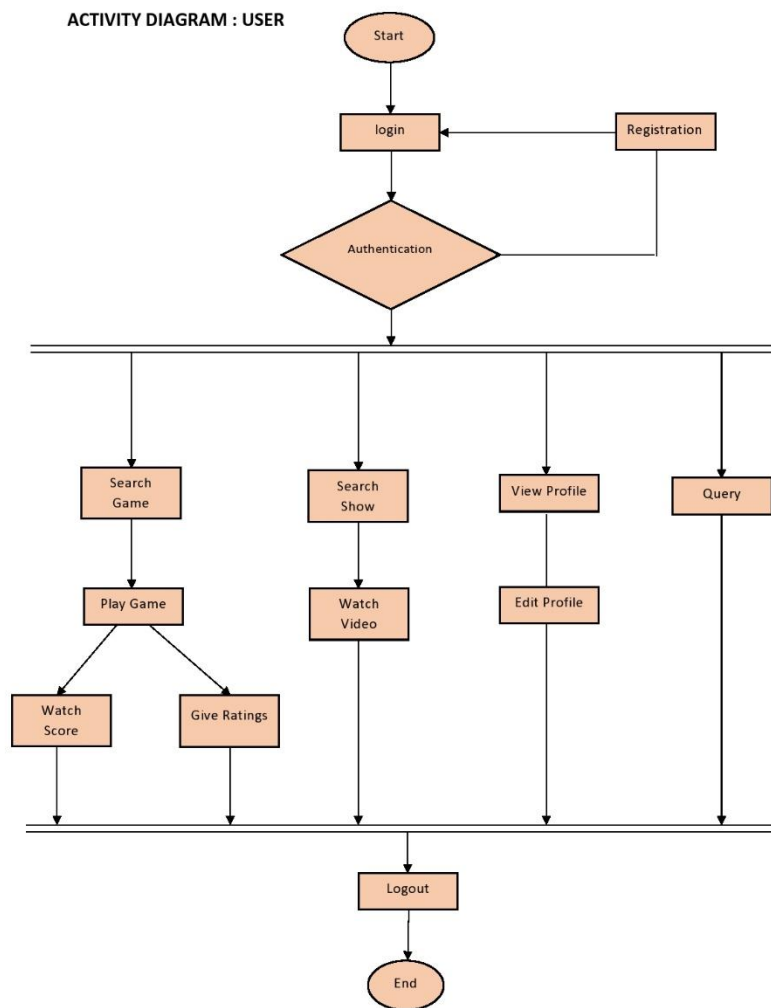 ACTIVITY DIAGRAM : USER
Start
login
Registration
Authentication
Search
Game
Search
Show
View Profile
Query
Play Game
Watch
Video
Edit Profile
Watch
Score
Give Ratings
Logout
End